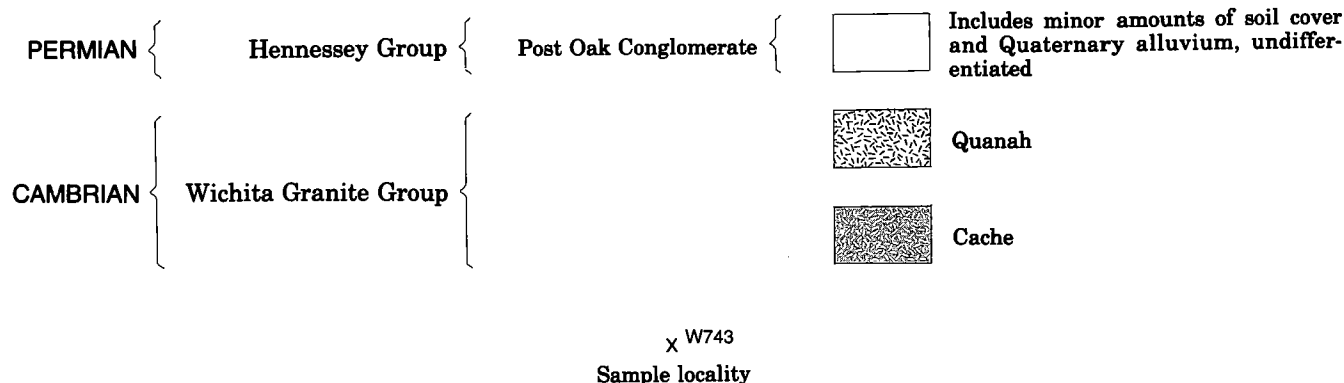 PERMIAN Hennessey Group Post Oak Conglomerate
Includes minor amounts of soil cover
and Quaternary alluvium, undiffer-
entiated
Quanah
CAMBRIAN Wichita Granite Group
Cache
X W743
Sample locality